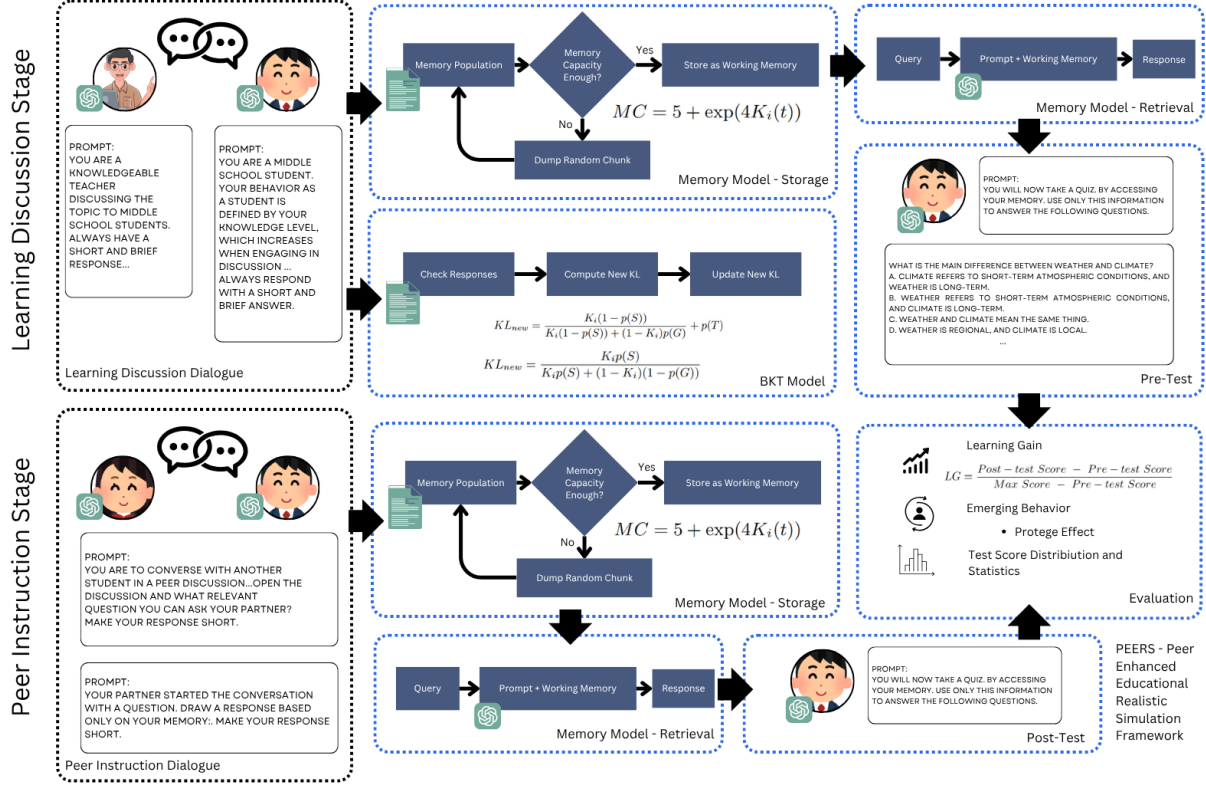 Learning Discussion Stage
PROMPT:
YOU ARE A
KNOWLEDGEABLE
TEACHER
DISCUSSING THE
TOPIC TO MIDDLE
SCHOOL STUDENTS.
ALWAYS HAVE A
SHORT AND BRIEF
RESPONSE...
PROMPT:
YOU ARE A MIDDLE
SCHOOL STUDENT.
YOUR BEHAVIOR AS
A STUDENT IS
DEFINED BY YOUR
KNOWLEDGE LEVEL,
WHICH INCREASES
WHEN ENGAGING IN
DISCUSSION ...
ALWAYS RESPOND
WITH A SHORT AND
BRIEF ANSWER.
Learning Discussion Dialogue
Memory Population
Memory
Capacity
Enough?
Yes
Store as Working Memory
MC = 5 + exp(4K_i(t))
No
Dump Random Chunk
Memory Model - Storage
Check Responses
Compute New KL
Update New KL
KL_{new} = \frac{K_i(1 - p(S))}{K_i(1 - p(S)) + (1 - K_i)p(G)} + p(T)
KL_{new} = \frac{K_i p(S)}{K_i p(S) + (1 - K_i)(1 - p(G))}
BKT Model
Query
Prompt + Working Memory
Response
Memory Model - Retrieval
PROMPT:
YOU WILL NOW TAKE A QUIZ. BY ACCESSING
YOUR MEMORY. USE ONLY THIS INFORMATION
TO ANSWER THE FOLLOWING QUESTIONS.
WHAT IS THE MAIN DIFFERENCE BETWEEN WEATHER AND CLIMATE?
A. CLIMATE REFERS TO SHORT-TERM ATMOSPHERIC CONDITIONS, AND
WEATHER IS LONG-TERM.
B. WEATHER REFERS TO SHORT-TERM ATMOSPHERIC CONDITIONS,
AND CLIMATE IS LONG-TERM.
C. WEATHER AND CLIMATE MEAN THE SAME THING.
D. WEATHER IS REGIONAL, AND CLIMATE IS LOCAL.
...
Pre-Test
Peer Instruction Stage
PROMPT:
YOU ARE TO CONVERSE WITH ANOTHER
STUDENT IN A PEER DISCUSSION...OPEN THE
DISCUSSION AND WHAT RELEVANT
QUESTION YOU CAN ASK YOUR PARTNER?
MAKE YOUR RESPONSE SHORT.
PROMPT:
YOUR PARTNER STARTED THE CONVERSATION
WITH A QUESTION. DRAW A RESPONSE BASED
ONLY ON YOUR MEMORY:. MAKE YOUR RESPONSE
SHORT.
Peer Instruction Dialogue
Memory Population
Memory
Capacity
Enough?
Yes
Store as Working Memory
MC = 5 + exp(4K_i(t))
No
Dump Random Chunk
Memory Model - Storage
Query
Prompt + Working Memory
Response
Memory Model - Retrieval
PROMPT:
YOU WILL NOW TAKE A QUIZ. BY ACCESSING
YOUR MEMORY. USE ONLY THIS INFORMATION
TO ANSWER THE FOLLOWING QUESTIONS.
Post-Test
Learning Gain
LG = \frac{Post-test Score - Pre-test Score}{Max Score - Pre-test Score}
Emerging Behavior
• Protege Effect
Test Score Distribiution and
Statistics
Evaluation
PEERS - Peer
Enhanced
Educational
Realistic
Simulation
Framework